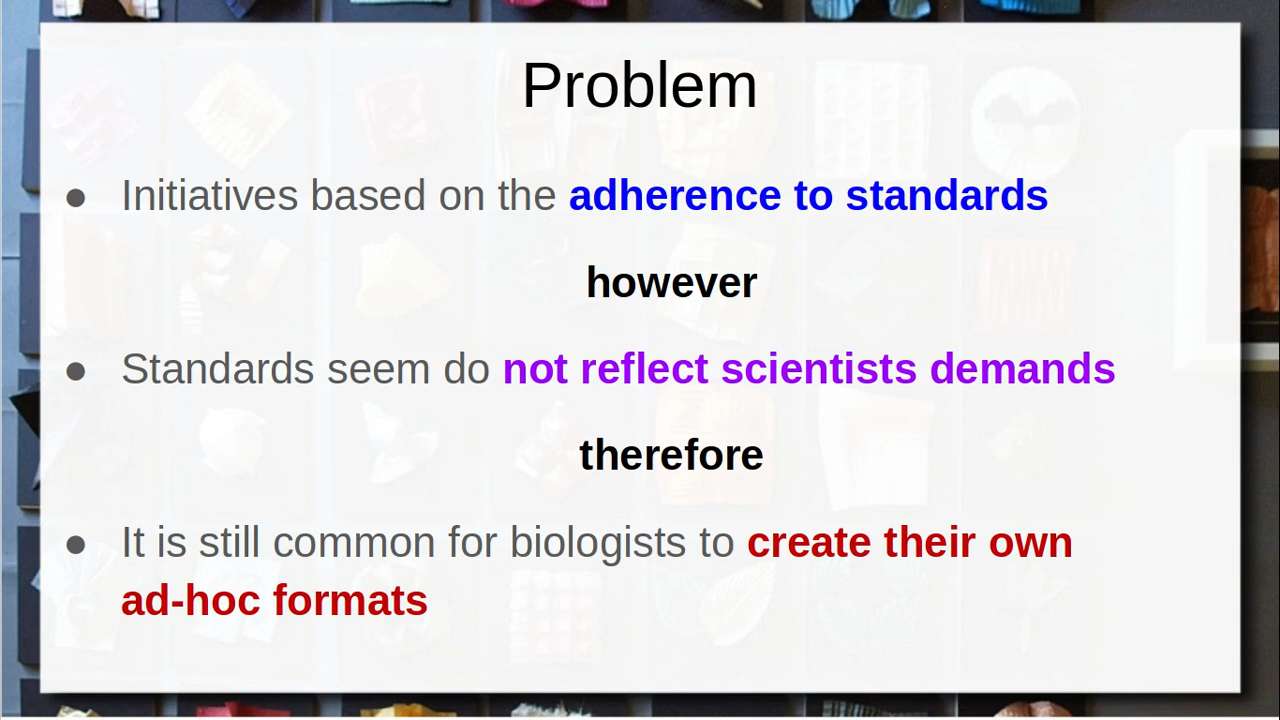 Problem
● Initiatives based on the adherence to standards
however
● Standards seem do not reflect scientists demands
therefore
● It is still common for biologists to create their own
ad-hoc formats